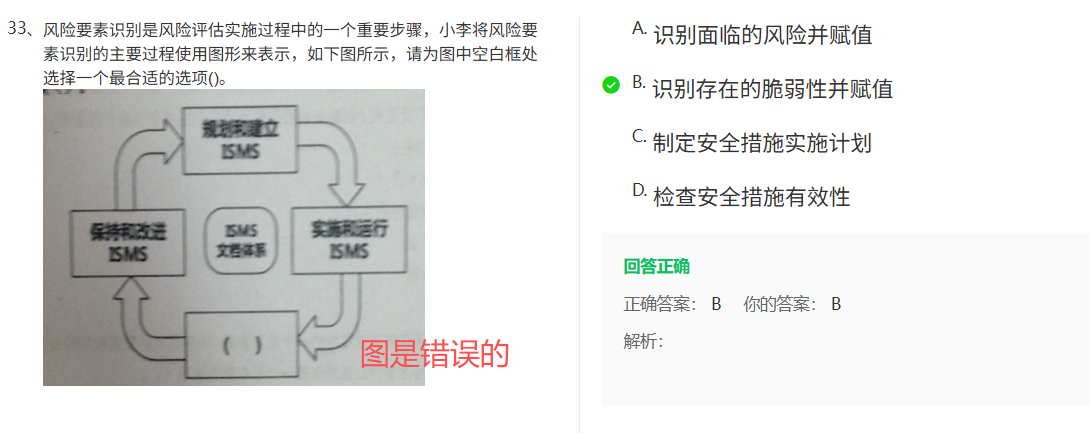 33、风险要素识别是风险评估实施过程中的一个重要步骤，小李将风险要
素识别的主要过程使用图形来表示，如下图所示，请为图中空白框处
选择一个最合适的选项()。
规划和建立
ISMS
保持和改进
ISMS
ISMS
文档体系
实施和运行
ISMS
( )
图是错误的
A. 识别面临的风险并赋值
B. 识别存在的脆弱性并赋值
C. 制定安全措施实施计划
D. 检查安全措施有效性
回答正确
正确答案： B 你的答案： B
解析：